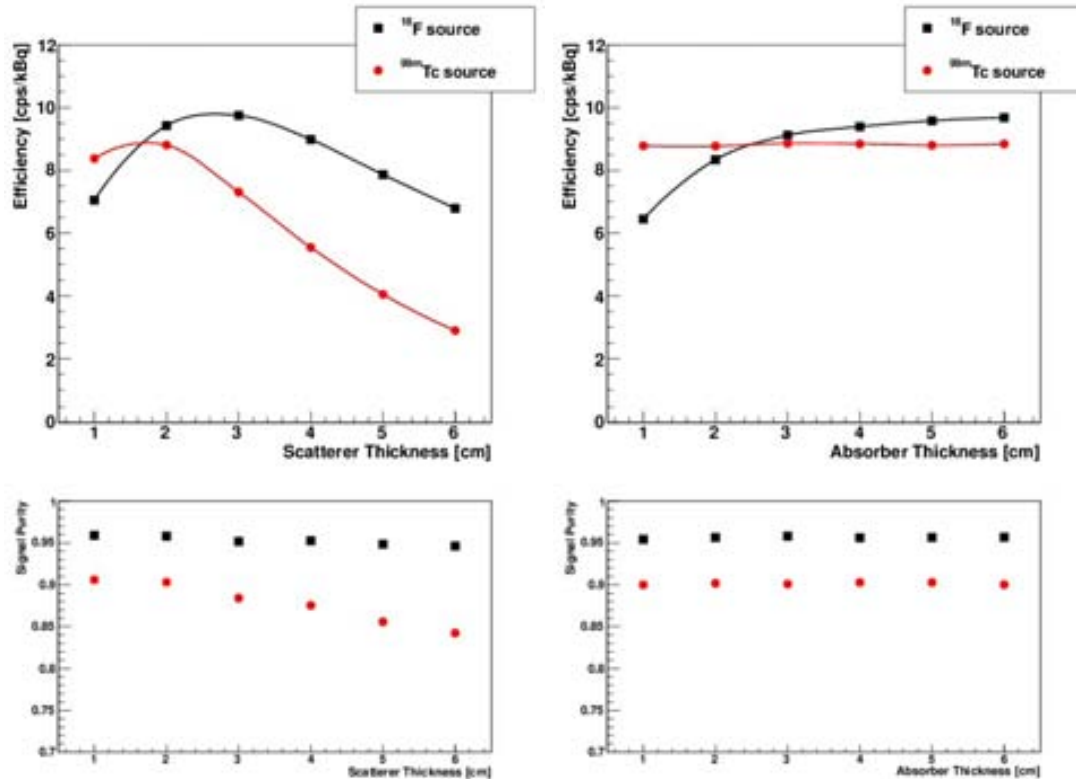 ¹⁸F source
⁹⁹ᵐTc source
Efficiency [cps/kBq]
12
10
8
6
4
2
0
1 2 3 4 5 6
Scatterer Thickness [cm]
¹⁸F source
⁹⁹ᵐTc source
Efficiency [cps/kBq]
12
10
8
6
4
2
0
1 2 3 4 5 6
Absorber Thickness [cm]
Signal Purity
1
0.95
0.9
0.85
0.8
0.75
0.7
1 2 3 4 5 6
Scatterer Thickness [cm]
Signal Purity
1
0.95
0.9
0.85
0.8
0.75
0.7
1 2 3 4 5 6
Absorber Thickness [cm]